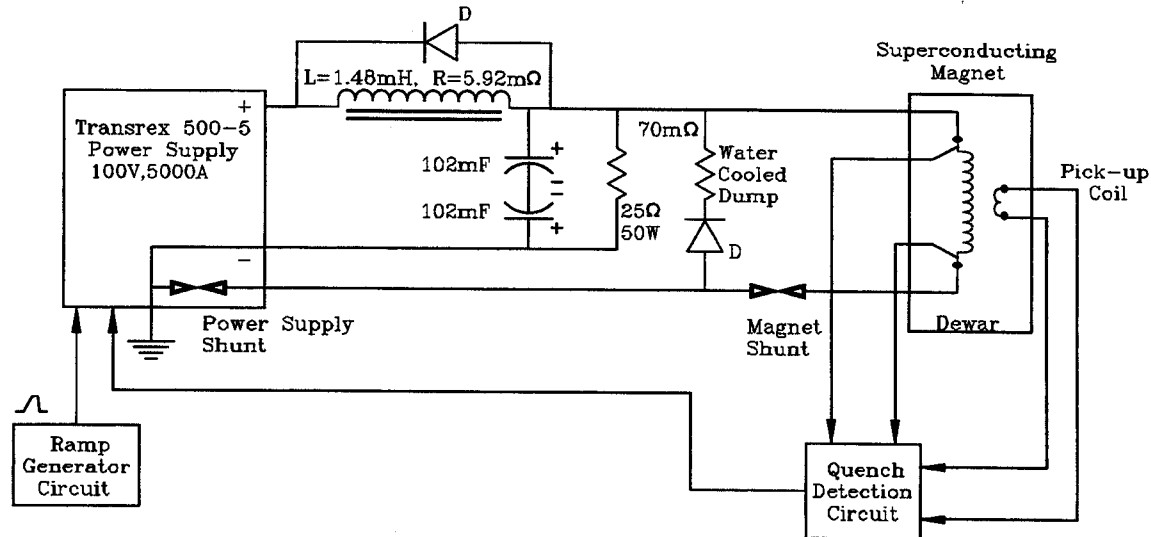 D
L=1.48mH, R=5.92mΩ
Superconducting
Magnet
+
Transrex 500-5
Power Supply
100V,5000A
−
102mF
+
−
−
102mF
+
25Ω
50W
70mΩ
Water
Cooled
Dump
D
Pick-up
Coil
Power Supply
Shunt
Magnet
Shunt
Dewar
Ramp
Generator
Circuit
Quench
Detection
Circuit